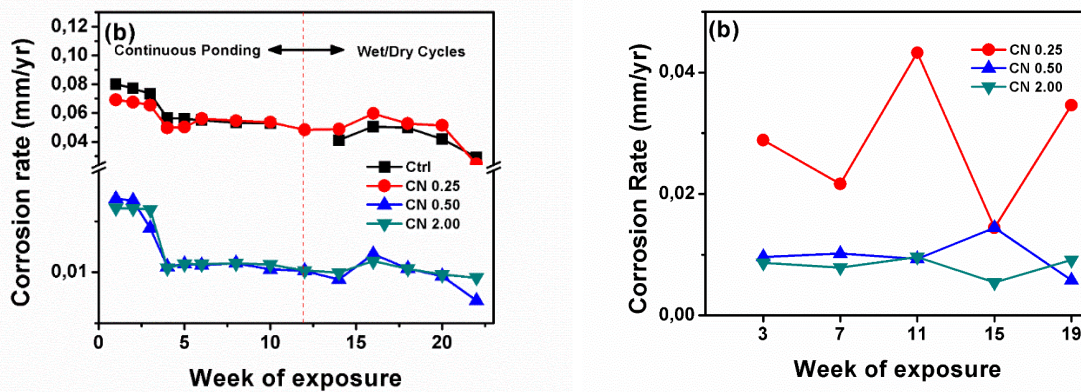 (b)
Continuous Ponding
Wet/Dry Cycles
0,12
0,10
0,08
0,06
0,04
0,01
Corrosion rate (mm/yr)
Ctrl
CN 0.25
CN 0.50
CN 2.00
0 5 10 15 20
Week of exposure
(b)
CN 0.25
CN 0.50
CN 2.00
0,04
0,02
0,00
Corrosion Rate (mm/yr)
3 7 11 15 19
Week of exposure